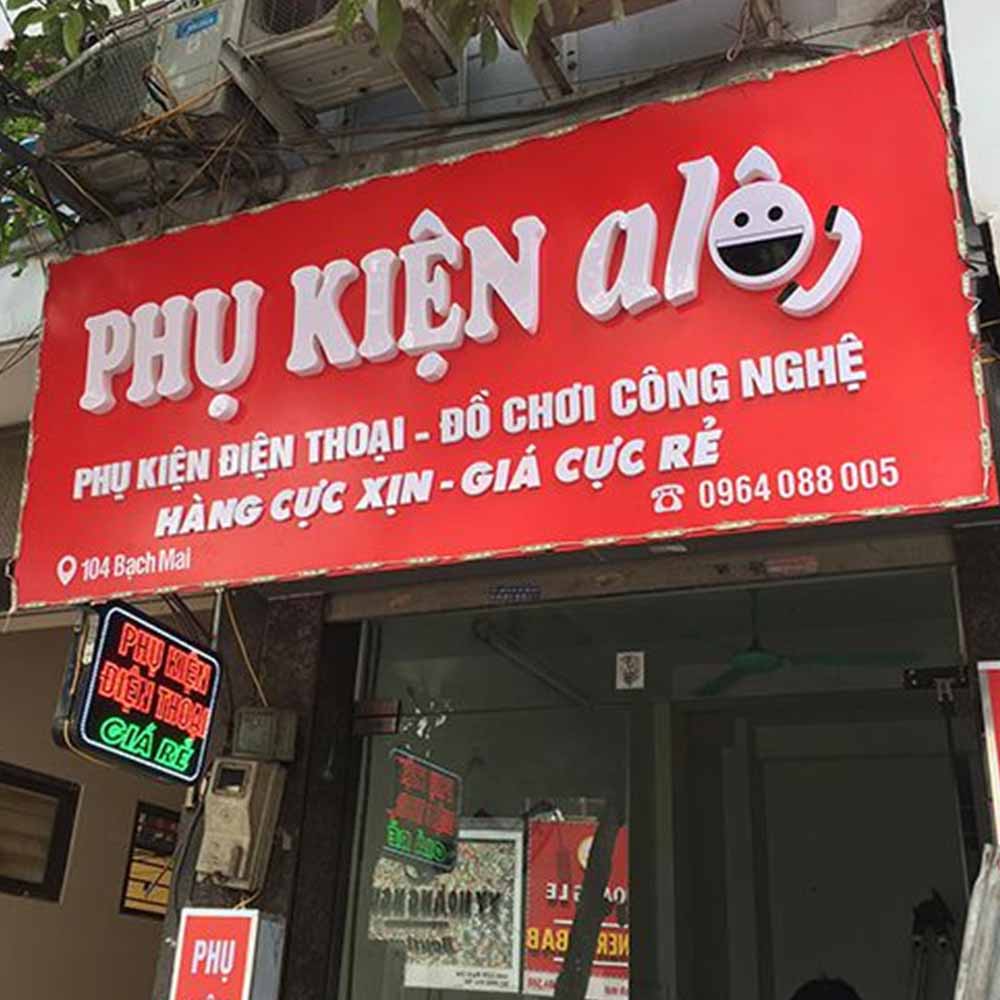 PHỤ KIỆN alô
PHỤ KIỆN ĐIỆN THOẠI - ĐỒ CHƠI CÔNG NGHỆ
HÀNG CỰC XỊN - GIÁ CỰC RẺ
0964 088 005
104 Bạch Mai
PHỤ KIỆN
ĐIỆN THOẠI
GIÁ RẺ
PHỤ